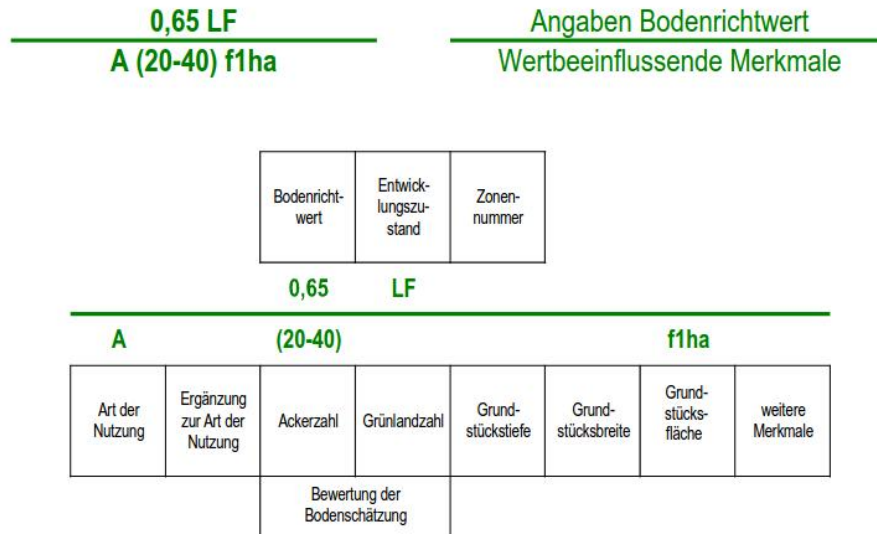 0,65 LF
Angaben Bodenrichtwert
A (20-40) f1ha
Wertbeeinflussende Merkmale
Bodenricht-
wert
Entwick-
lungszu-
stand
Zonen-
nummer
0,65 LF
A (20-40) f1ha
Art der
Nutzung
Ergänzung
zur Art der
Nutzung
Ackerzahl
Grünlandzahl
Grund-
stückstiefe
Grund-
stücksbreite
Grund-
stücks-
fläche
weitere
Merkmale
Bewertung der
Bodenschätzung